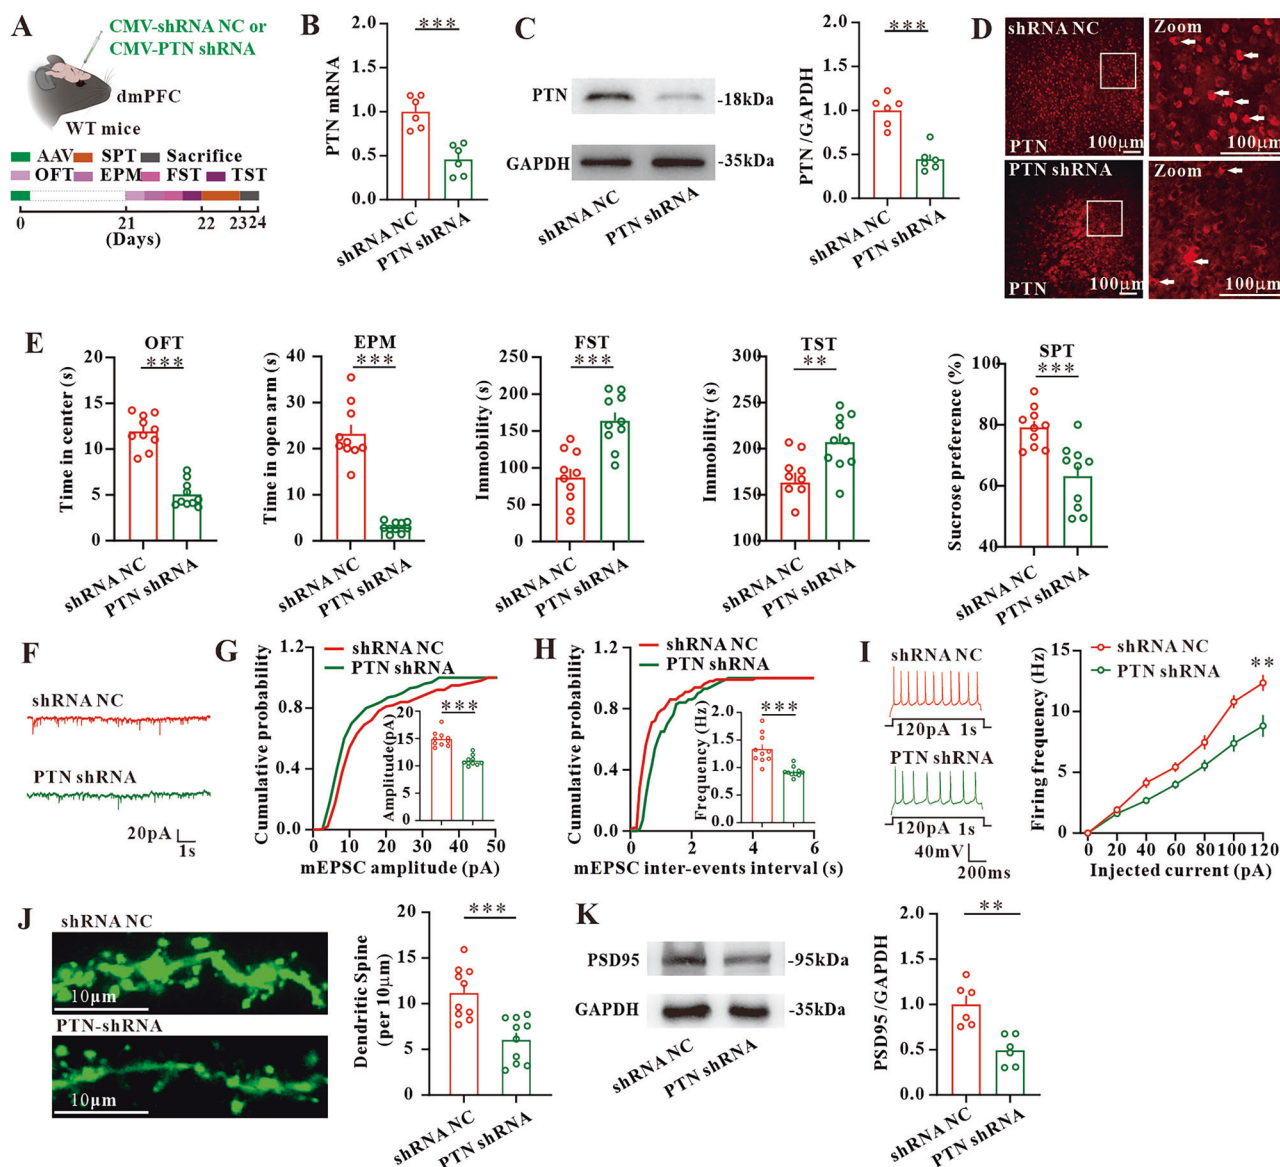 A
CMV-shRNA NC or
CMV-PTN shRNA
dmPFC
WT mice
AAV SPT Sacrifice
OFT EPM FST TST
0 21 22 23 24
(Days)
B
PTN mRNA
2.0
1.5
1.0
0.5
0.0
***
shRNA NC
PTN shRNA
C
PTN
-18kDa
GAPDH
-35kDa
shRNA NC
PTN shRNA
PTN/GAPDH
2.0
1.5
1.0
0.5
0.0
***
shRNA NC
PTN shRNA
D
shRNA NC
PTN
100μm
Zoom
100μm
PTN shRNA
PTN
100μm
Zoom
100μm
E
OFT
***
Time in center (s)
20
15
10
5
0
shRNA NC
PTN shRNA
EPM
***
Time in open arm (s)
40
30
20
10
0
shRNA NC
PTN shRNA
FST
***
Immobility (s)
250
200
150
100
50
0
shRNA NC
PTN shRNA
TST
**
Immobility (s)
300
250
200
150
100
shRNA NC
PTN shRNA
SPT
***
Sucrose preference (%)
100
80
60
40
shRNA NC
PTN shRNA
F
shRNA NC
PTN shRNA
20pA
1s
G
Cumulative probability
1.2
0.8
0.4
0.0
shRNA NC
PTN shRNA
Amplitude(pA)
20
15
10
5
0
***
0 10 20 30 40 50
mEPSC amplitude (pA)
H
Cumulative probability
1.2
0.8
0.4
0.0
shRNA NC
PTN shRNA
Frequency (Hz)
2.0
1.5
1.0
0.5
0.0
***
0 2 4 6
mEPSC inter-events interval (s)
I
shRNA NC
120pA 1s
PTN shRNA
120pA 1s
40mV
200ms
Firing frequency (Hz)
15
10
5
0
shRNA NC
PTN shRNA
**
0 20 40 60 80 100 120
Injected current (pA)
J
shRNA NC
10μm
PTN-shRNA
10μm
Dendritic Spine
(per 10μm)
20
15
10
5
0
***
shRNA NC
PTN shRNA
K
PSD95
-95kDa
GAPDH
-35kDa
shRNA NC
PTN shRNA
PSD95/GAPDH
2.0
1.5
1.0
0.5
0.0
**
shRNA NC
PTN shRNA